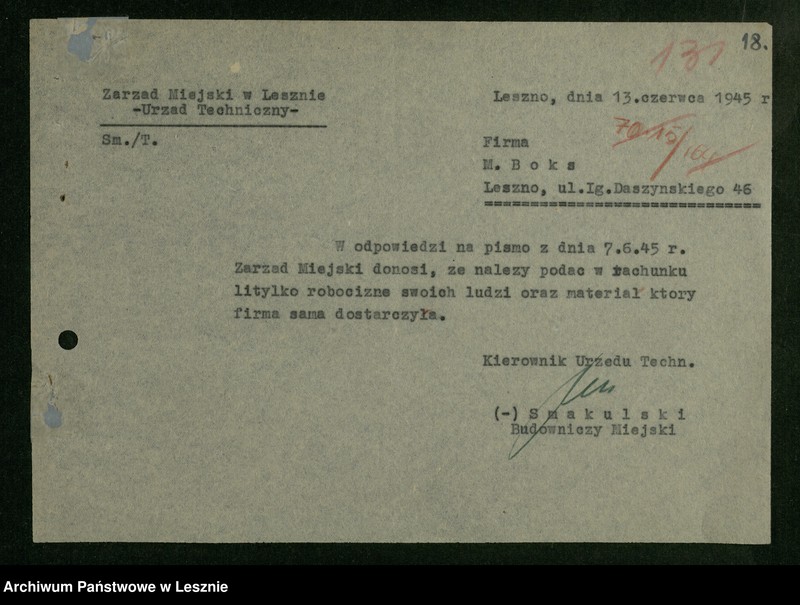 131
18.
Zarzad Miejski w Lesznie
-Urzad Techniczny-
Sm./T.
Leszno, dnia 13.czerwca 1945 r
Firma
M. B o k s
Leszno, ul.Ig.Daszynskiego 46
W odpowiedzi na pismo z dnia 7.6.45 r.
Zarzad Miejski donosi, ze nalezy podac w rachunku
litylko robocizne swoich ludzi oraz material ktory
firma sama dostarczyła.
Kierownik Urzedu Techn.
(-) S m a k u l s k i
Budowniczy Miejski
Archiwum Państwowe w Lesznie